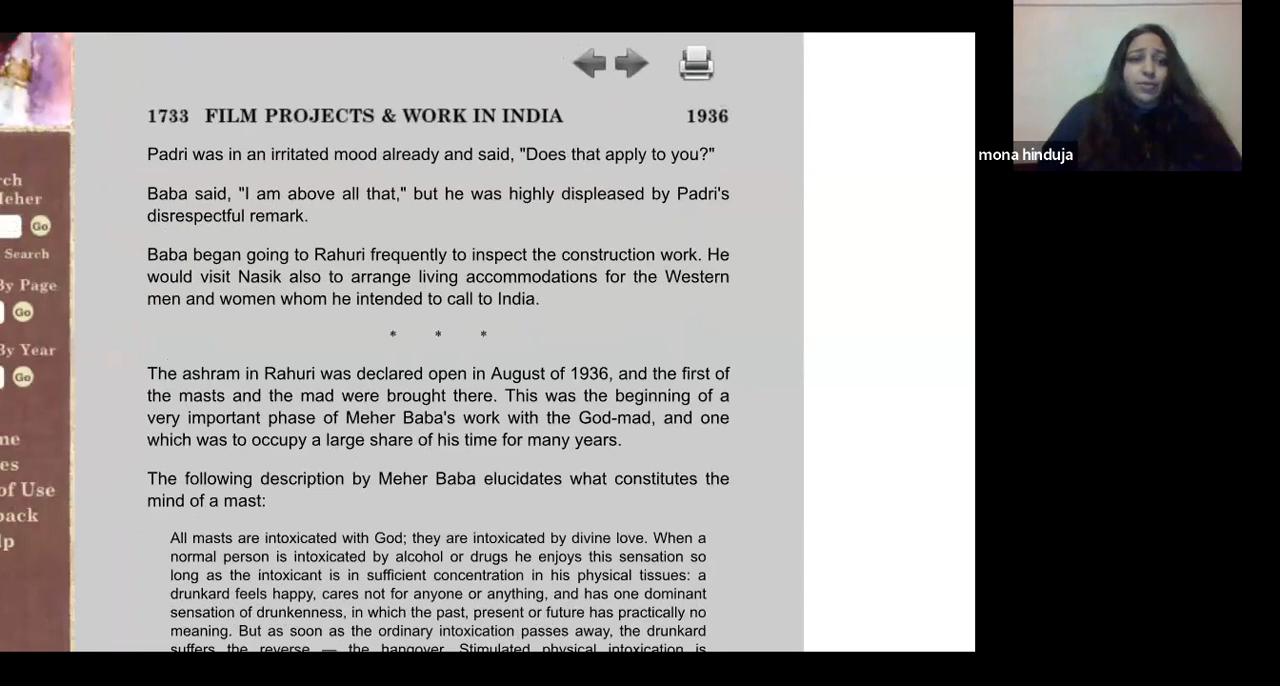 1733 FILM PROJECTS & WORK IN INDIA 1936
Padri was in an irritated mood already and said, "Does that apply to you?"
Baba said, "I am above all that," but he was highly displeased by Padri's
disrespectful remark.
Baba began going to Rahuri frequently to inspect the construction work. He
would visit Nasik also to arrange living accommodations for the Western
men and women whom he intended to call to India.
* * *
The ashram in Rahuri was declared open in August of 1936, and the first of
the masts and the mad were brought there. This was the beginning of a
very important phase of Meher Baba's work with the God-mad, and one
which was to occupy a large share of his time for many years.
The following description by Meher Baba elucidates what constitutes the
mind of a mast:
All masts are intoxicated with God; they are intoxicated by divine love. When a
normal person is intoxicated by alcohol or drugs he enjoys this sensation so
long as the intoxicant is in sufficient concentration in his physical tissues: a
drunkard feels happy, cares not for anyone or anything, and has one dominant
sensation of drunkenness, in which the past, present or future has practically no
meaning. But as soon as the ordinary intoxication passes away, the drunkard
suffers the reverse — the hangover. Stimulated physical intoxication is
Go
Search
By Page
Go
By Year
Go
of Use
mona hinduja